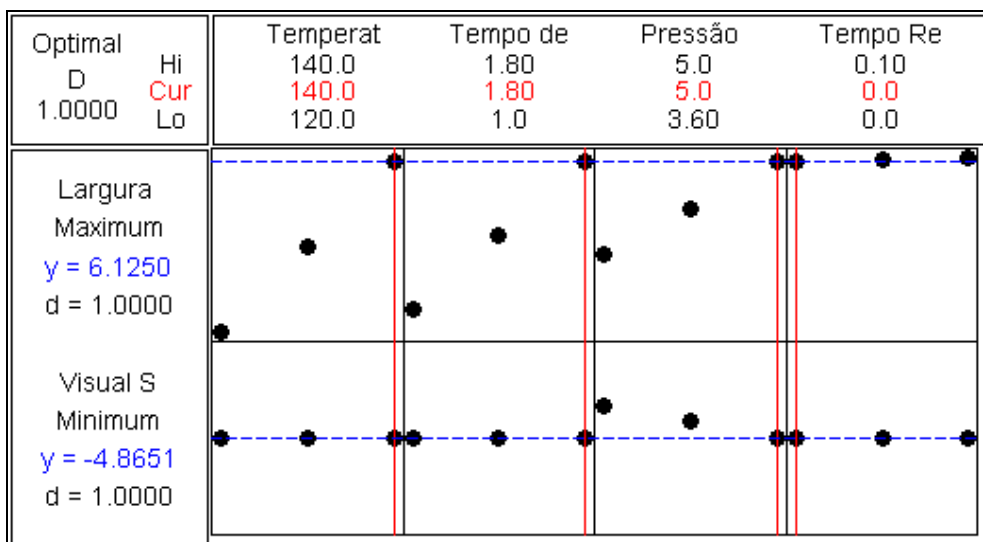 Optimal
D
1.0000
Hi
Cur
Lo
Temperat
140.0
140.0
120.0
Tempo de
1.80
1.80
1.0
Pressão
5.0
5.0
3.60
Tempo Re
0.10
0.0
0.0
Largura
Maximum
y = 6.1250
d = 1.0000
Visual S
Minimum
y = -4.8651
d = 1.0000